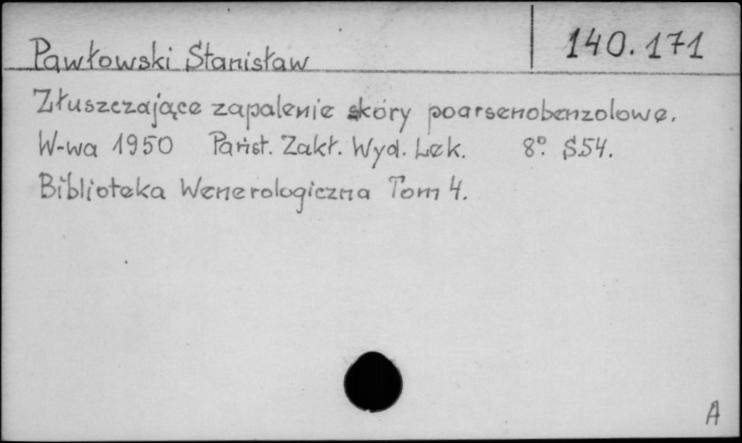 140.171
Pawłowski Stanisław
Złuszczające zapalenie skóry poarsenobenzolowe.
W-wa 1950 Państ. Zakł. Wyd. Lek. 8° S.54.
Biblioteka Wenerologiczna Tom 4.
A